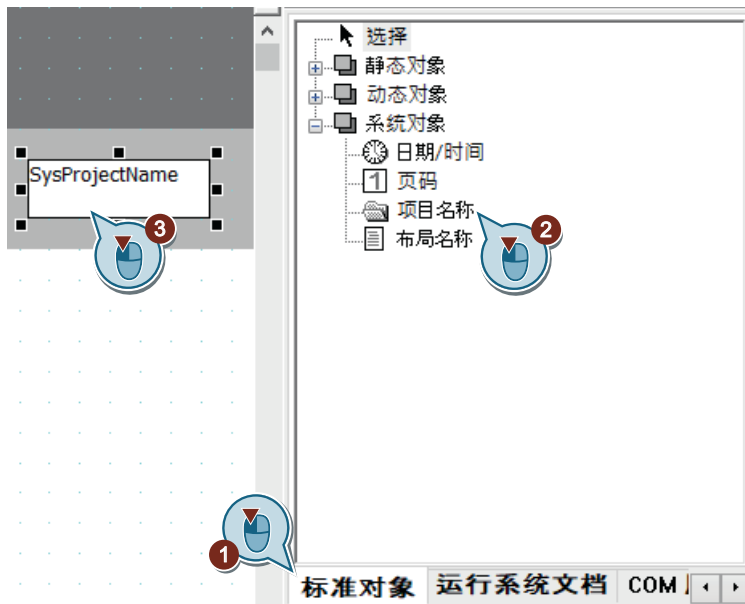 选择
静态对象
动态对象
系统对象
日期/时间
1 页码
项目名称
布局名称
SysProjectName
3
2
1
标准对象 运行系统文档 COM